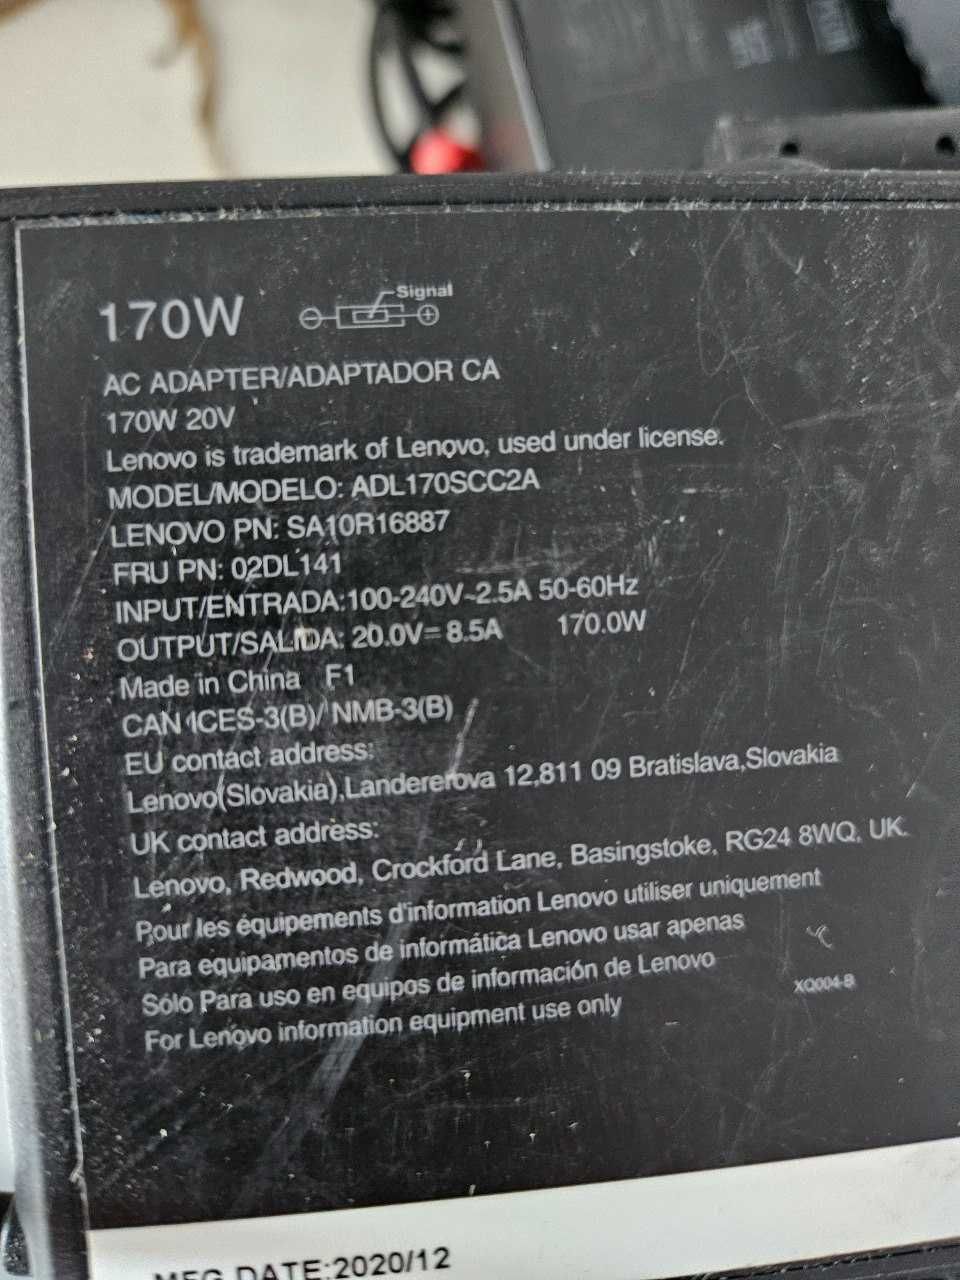 170W
Signal
AC ADAPTER/ADAPTADOR CA
170W 20V
Lenovo is trademark of Lenovo, used under license.
MODEL/MODELO: ADL170SCC2A
LENOVO PN: SA10R16887
FRU PN: 02DL141
INPUT/ENTRADA:100-240V~2.5A 50-60Hz
OUTPUT/SALIDA: 20.0V⎓8.5A 170.0W
Made in China F1
CAN ICES-3(B)/ NMB-3(B)
EU contact address:
Lenovo(Slovakia),Landererova 12,811 09 Bratislava,Slovakia
UK contact address:
Lenovo, Redwood, Crockford Lane, Basingstoke, RG24 8WQ, UK.
Pour les équipements d'information Lenovo utiliser uniquement
Para equipamentos de informática Lenovo usar apenas
Sólo Para uso en equipos de información de Lenovo
XQ004-B
For Lenovo information equipment use only
MFG DATE:2020/12